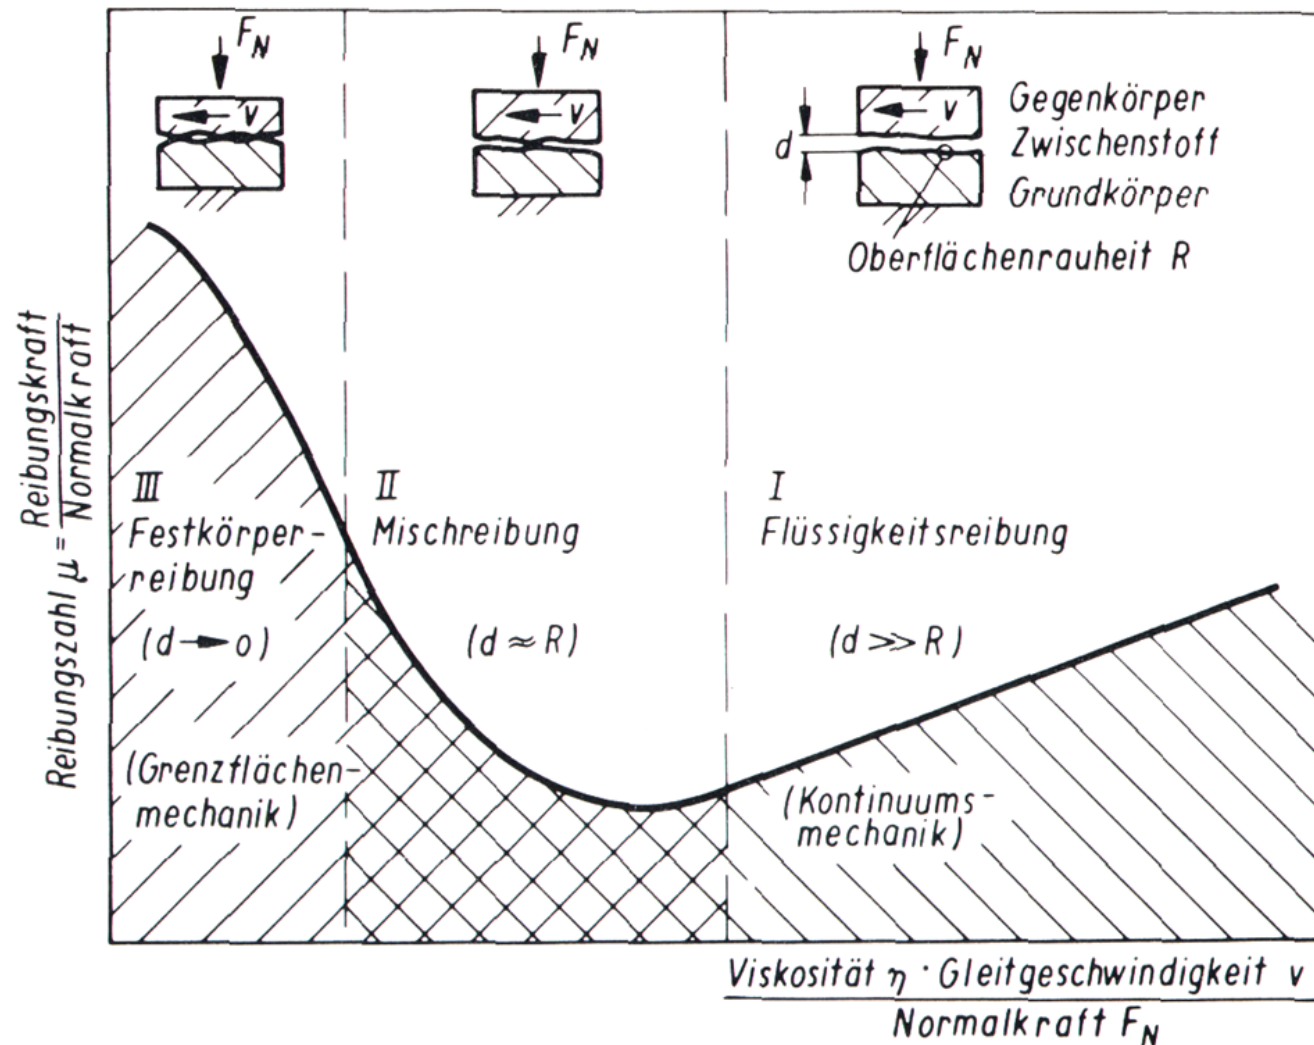 F_N
v
F_N
v
F_N
v
d
Gegenkörper
Zwischenstoff
Grundkörper
Oberflächenrauheit R
Reibungszahl μ = Reibungskraft
Normalkraft
III
Festkörper-
reibung
(d → 0)
(Grenzflächen-
mechanik)
II
Mischreibung
(d ≈ R)
I
Flüssigkeitsreibung
(d >> R)
(Kontinuums-
mechanik)
Viskosität η · Gleitgeschwindigkeit v
Normalkraft F_N